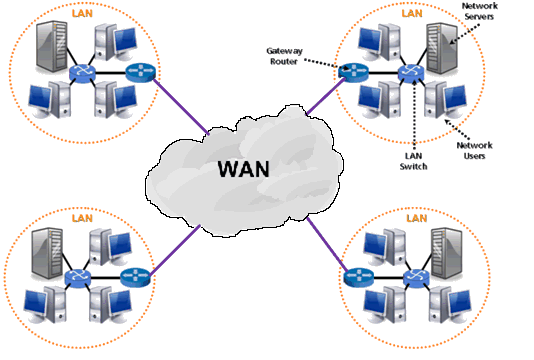 LAN
LAN
Network
Servers
Gateway
Router
WAN
LAN
Switch
Network
Users
LAN
LAN